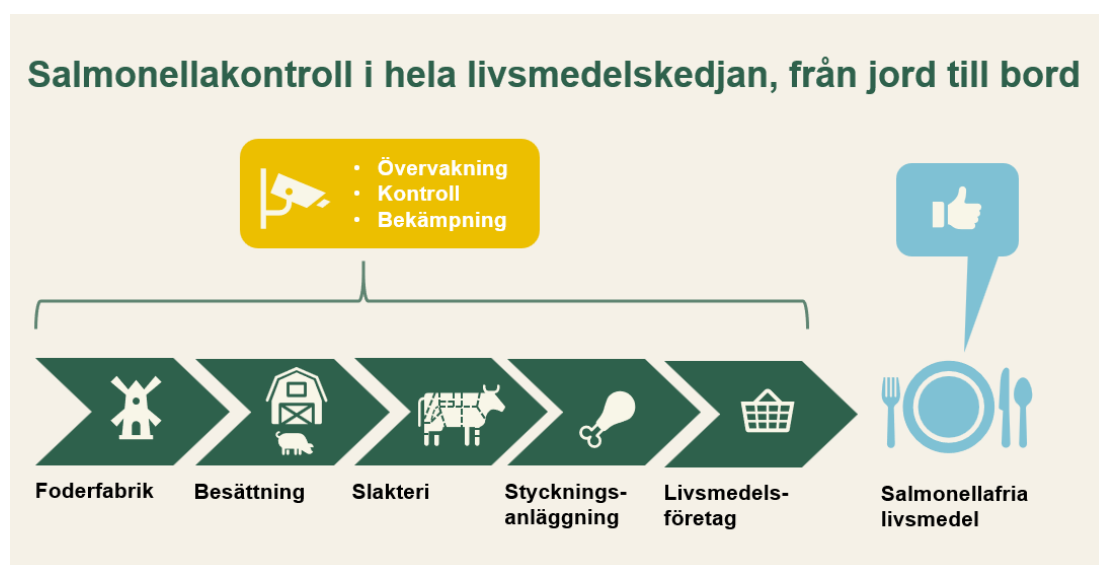 Salmonellakontroll i hela livsmedelskedjan, från jord till bord
• Övervakning
• Kontroll
• Bekämpning
Foderfabrik
Besättning
Slakteri
Stycknings-
anläggning
Livsmedels-
företag
Salmonellafria
livsmedel